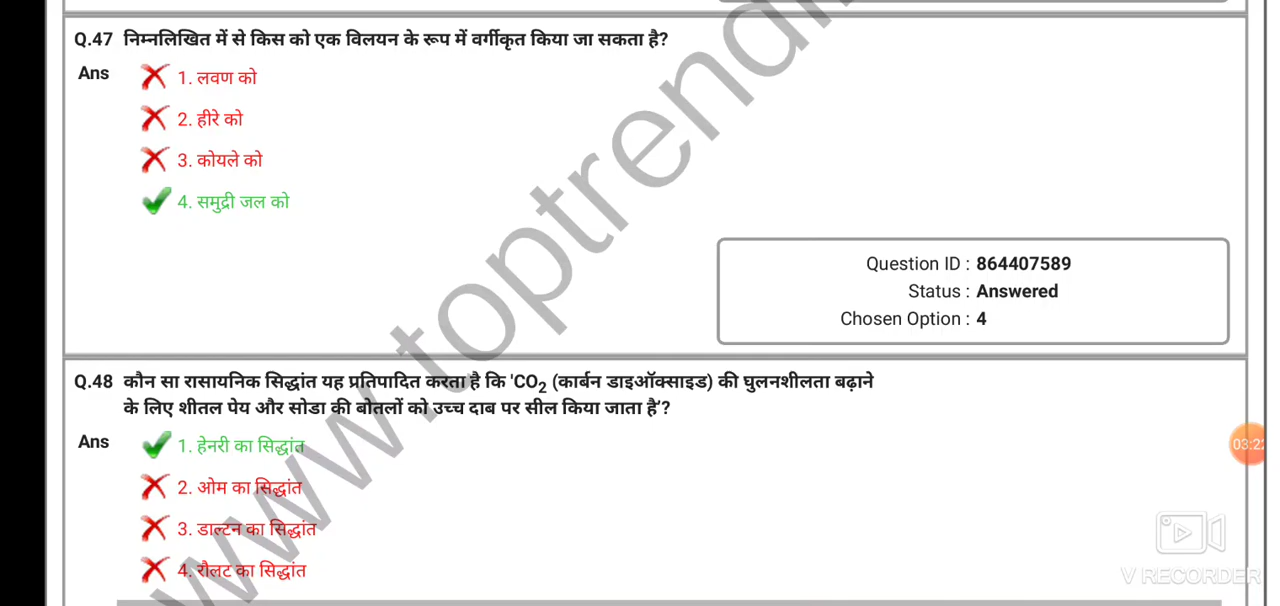 Q.47 निम्नलिखित में से किस को एक विलयन के रूप में वर्गीकृत किया जा सकता है?
Ans 1. लवण को
2. हीरे को
3. कोयले को
4. समुद्री जल को
Question ID : 864407589
Status : Answered
Chosen Option : 4
Q.48 कौन सा रासायनिक सिद्धांत यह प्रतिपादित करता है कि 'CO2 (कार्बन डाइऑक्साइड) की घुलनशीलता बढ़ाने
के लिए शीतल पेय और सोडा की बोतलों को उच्च दाब पर सील किया जाता है'?
Ans 1. हेनरी का सिद्धांत
2. ओम का सिद्धांत
3. डाल्टन का सिद्धांत
4. रौलट का सिद्धांत
www.toptrend
03:22
V RECORDER